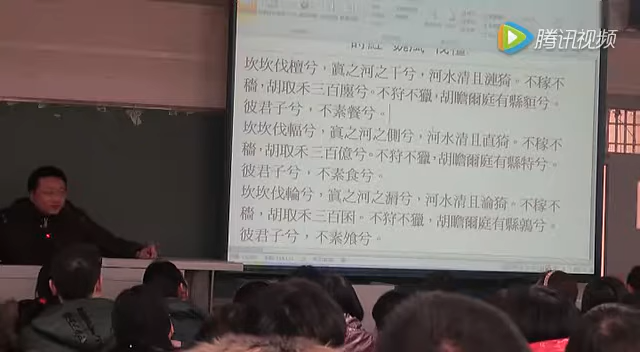 腾讯视频
詩經 魏風 伐檀
坎坎伐檀兮，寘之河之干兮，河水清且漣猗。不稼不
穡，胡取禾三百廛兮。不狩不獵，胡瞻爾庭有縣貆兮。
彼君子兮，不素餐兮。
坎坎伐輻兮，寘之河之側兮，河水清且直猗。不稼不
穡，胡取禾三百億兮。不狩不獵，胡瞻爾庭有縣特兮。
彼君子兮，不素食兮。
坎坎伐輪兮，寘之河之漘兮，河水清且淪猗。不稼不
穡，胡取禾三百囷。不狩不獵，胡瞻爾庭有縣鶉兮。
彼君子兮，不素飧兮。